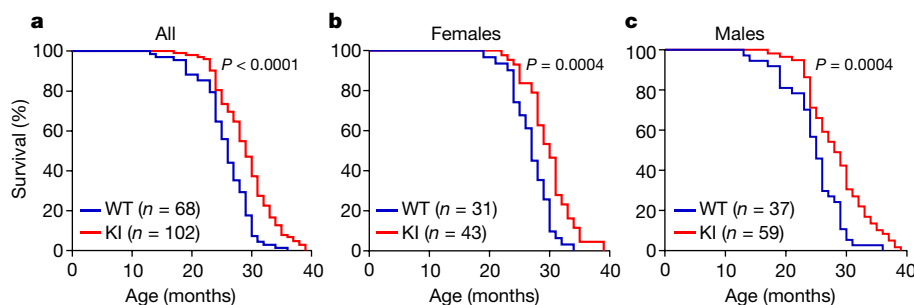 a All
Survival (%)
100
80
60
40
20
0
P < 0.0001
WT (n = 68)
KI (n = 102)
0 10 20 30 40
Age (months)
b Females
100
80
60
40
20
0
P = 0.0004
WT (n = 31)
KI (n = 43)
0 10 20 30 40
Age (months)
c Males
100
80
60
40
20
0
P = 0.0004
WT (n = 37)
KI (n = 59)
0 10 20 30 40
Age (months)